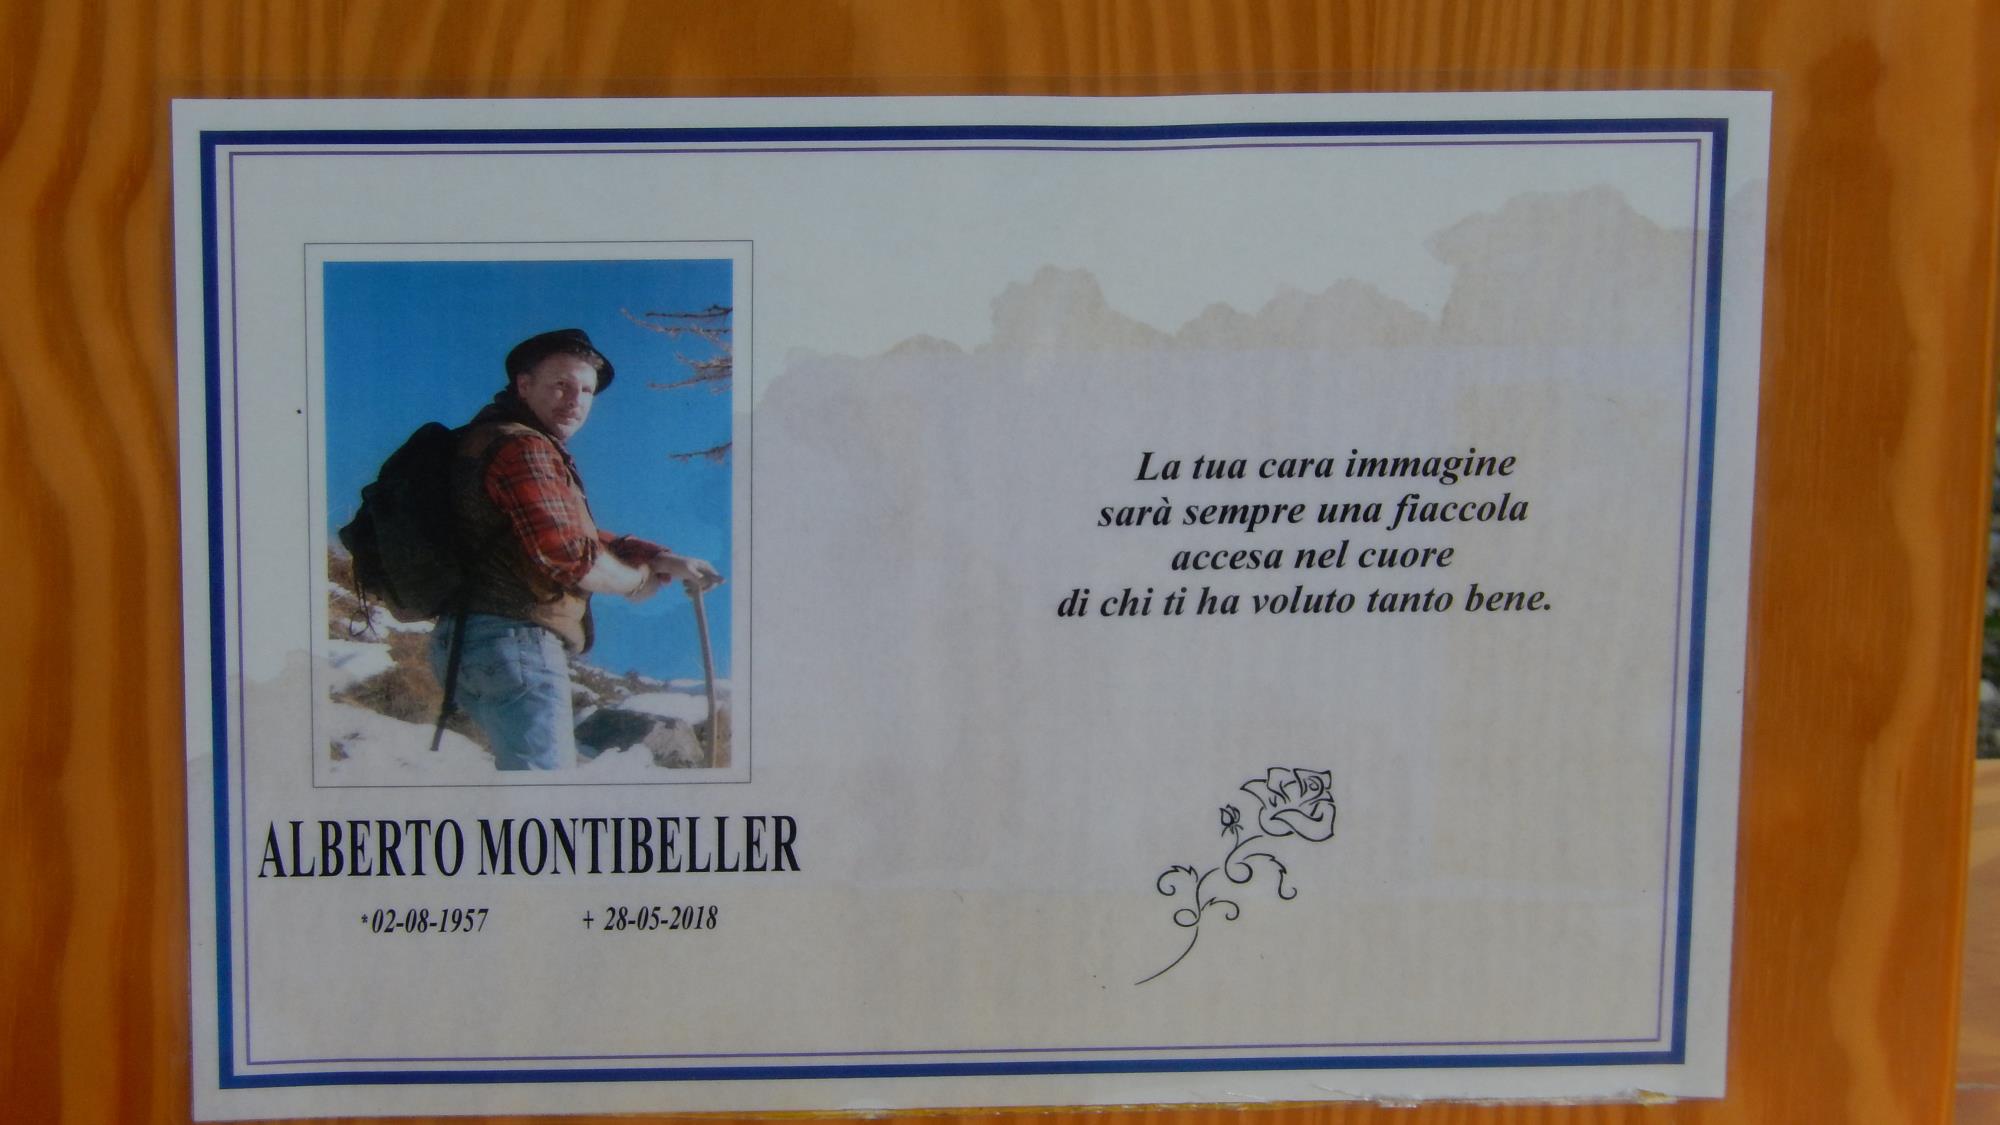 La tua cara immagine
sarà sempre una fiaccola
accesa nel cuore
di chi ti ha voluto tanto bene.
ALBERTO MONTIBELLER
*02-08-1957 + 28-05-2018